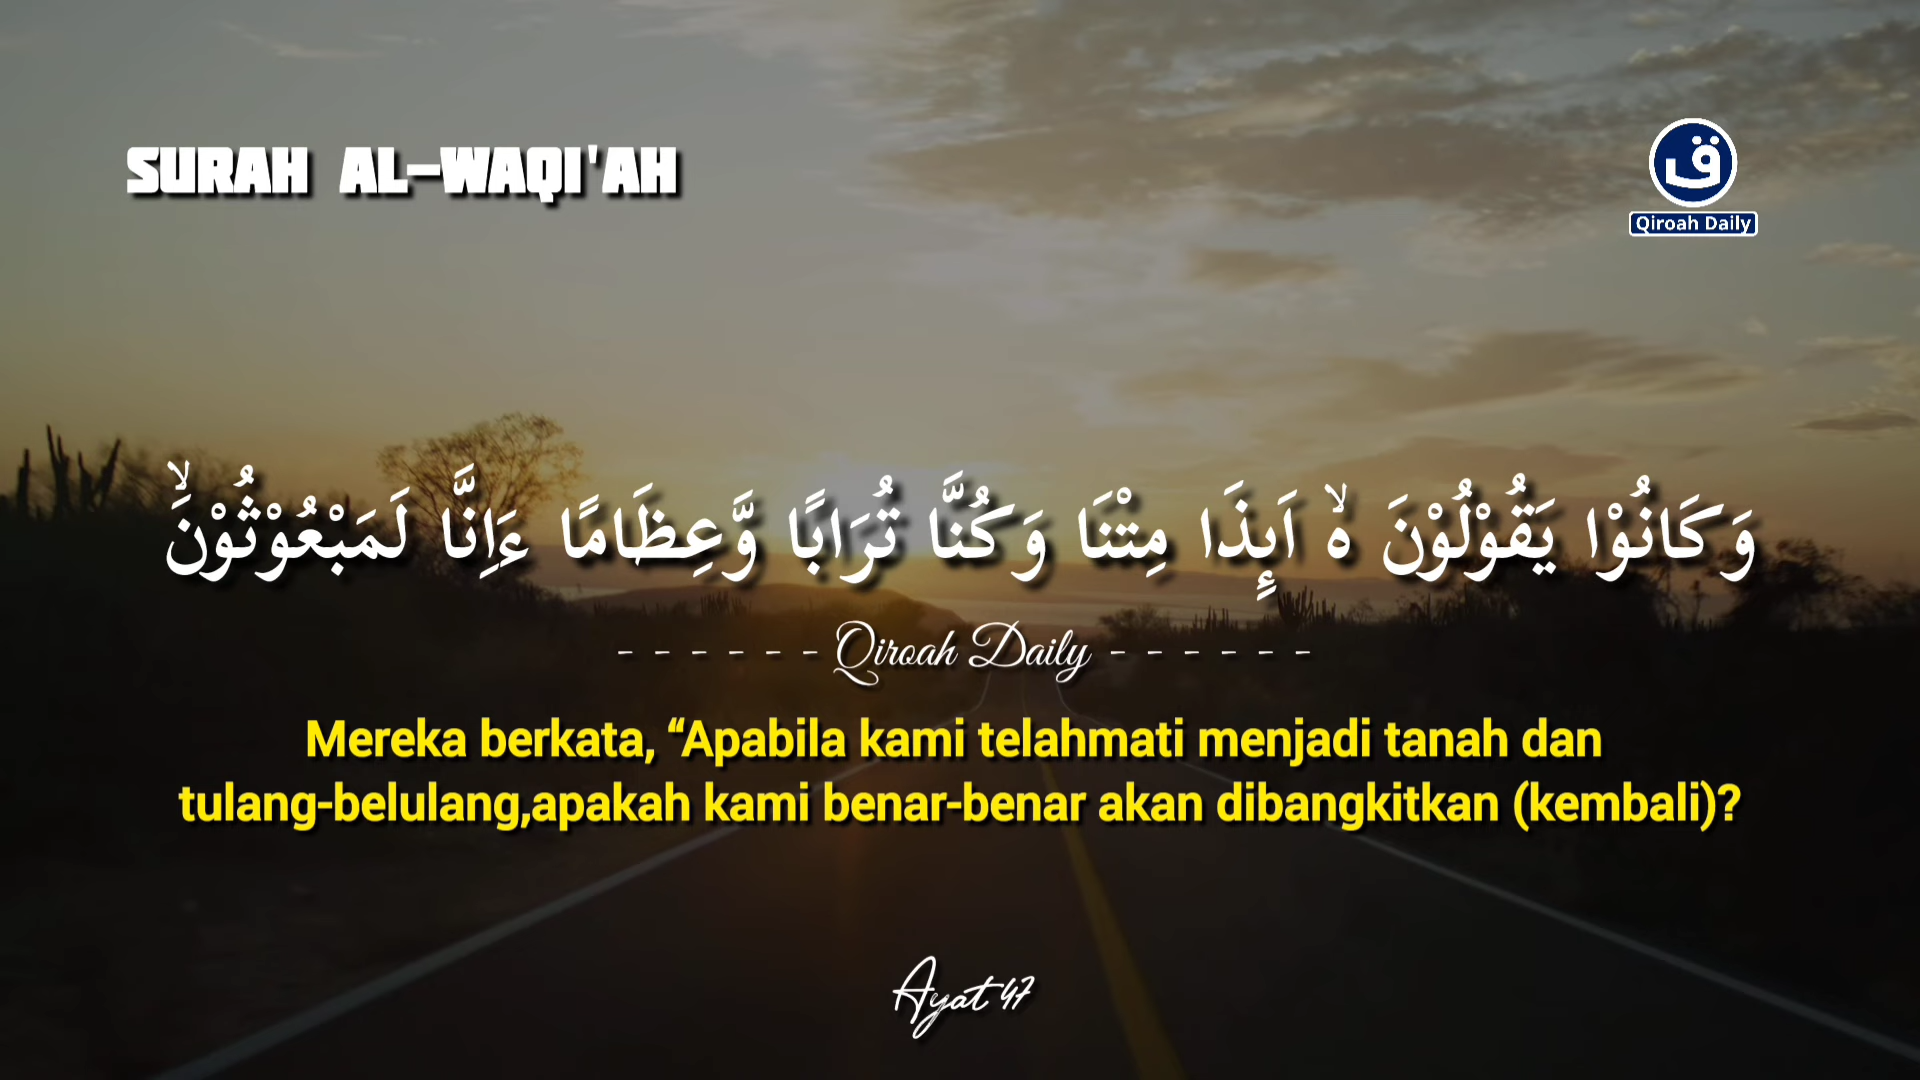 SURAH AL-WAQI'AH
ق
Qiroah Daily
وَكَانُوْا يَقُوْلُوْنَ ەۙ اَىِٕذَا مِتْنَا وَكُنَّا تُرَابًا وَّعِظَامًا ءَاِنَّا لَمَبْعُوْثُوْنَۙ
- - - - - - Qiroah Daily - - - - - -
Mereka berkata, “Apabila kami telahmati menjadi tanah dan
tulang-belulang,apakah kami benar-benar akan dibangkitkan (kembali)?
Ayat 47